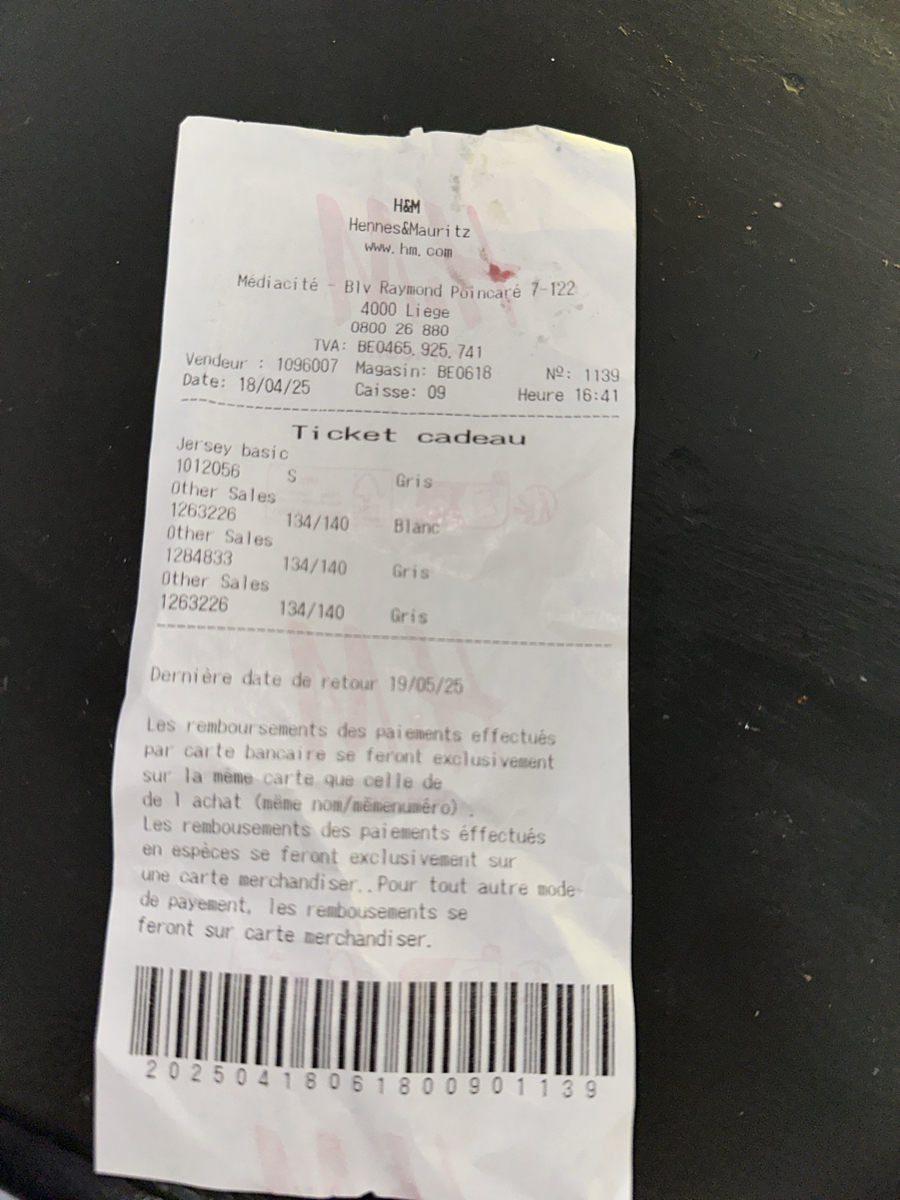 H&M
Hennes&Mauritz
www.hm.com
Médiacité - Blv Raymond Poincaré 7-122
4000 Liege
0800 26 880
TVA: BE0465.925.741
Vendeur : 1096007 Magasin: BE0618 Nº: 1139
Date: 18/04/25 Caisse: 09 Heure 16:41
Ticket cadeau
Jersey basic
1012056 S Gris
Other Sales
1263226 134/140 Blanc
Other Sales
1284833 134/140 Gris
Other Sales
1263226 134/140 Gris
Dernière date de retour 19/05/25
Les remboursements des paiements effectués
par carte bancaire se feront exclusivement
sur la même carte que celle de
de l achat (même nom/mêmenuméro) .
Les rembousements des paiements éffectués
en espèces se feront exclusivement sur
une carte merchandiser..Pour tout autre mode
de payement, les rembousements se
feront sur carte merchandiser.
20250418061800901139